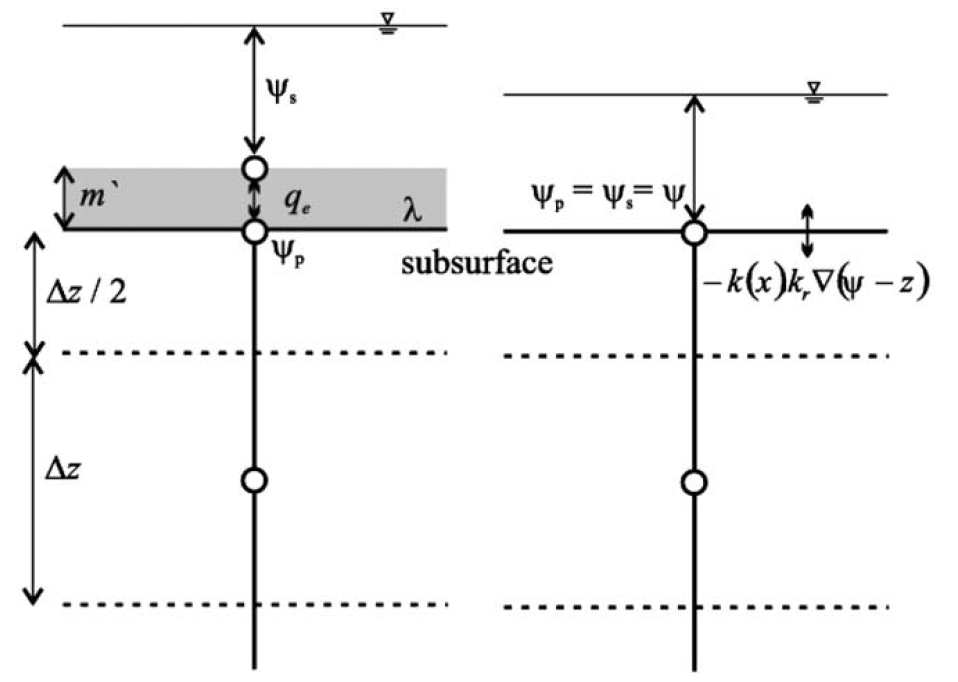 ψs
m`
qe
λ
ψp
subsurface
Δz / 2
Δz
ψp = ψs = ψ
−k(x)kr∇(ψ − z)